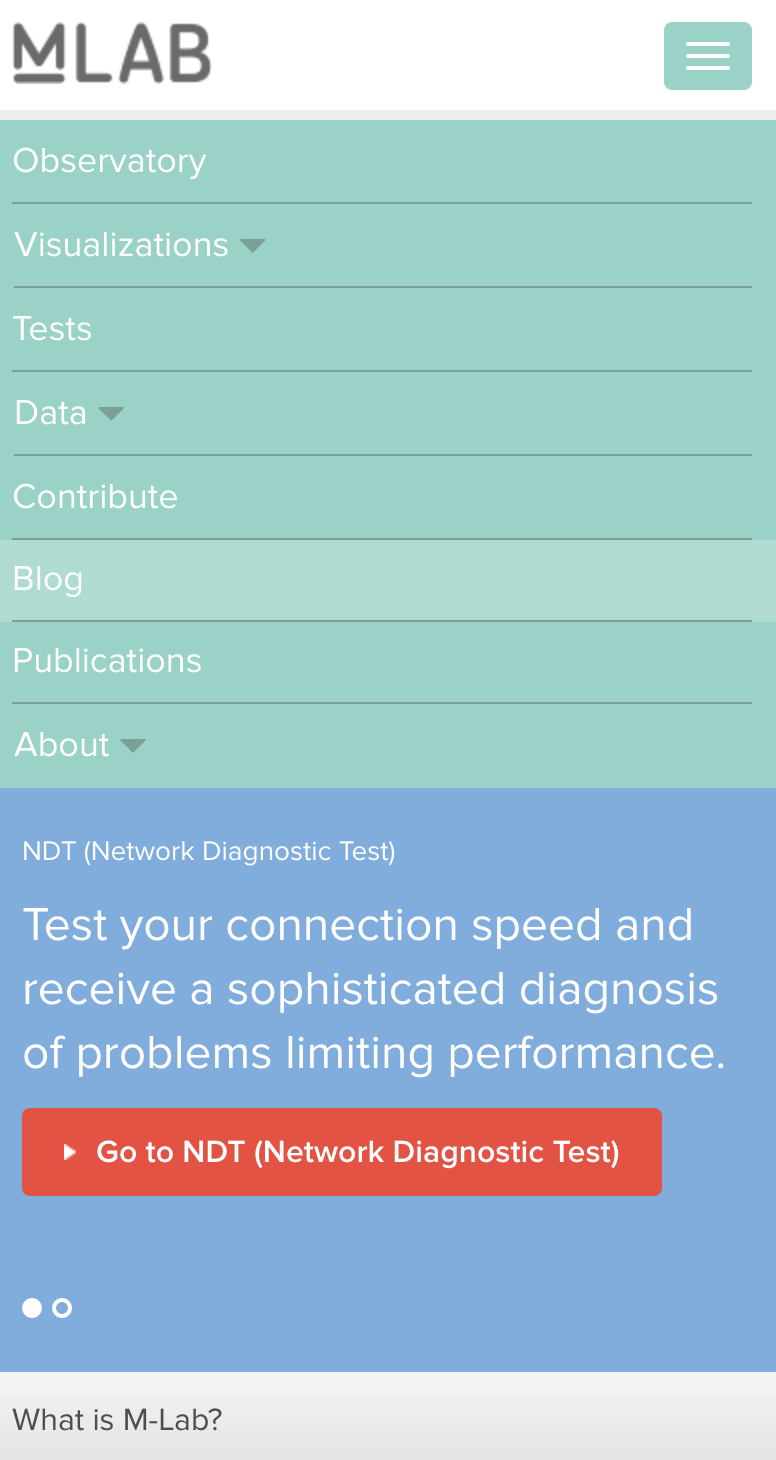 MLAB
Observatory
Visualizations
Tests
Data
Contribute
Blog
Publications
About
NDT (Network Diagnostic Test)
Test your connection speed and
receive a sophisticated diagnosis
of problems limiting performance.
Go to NDT (Network Diagnostic Test)
What is M-Lab?